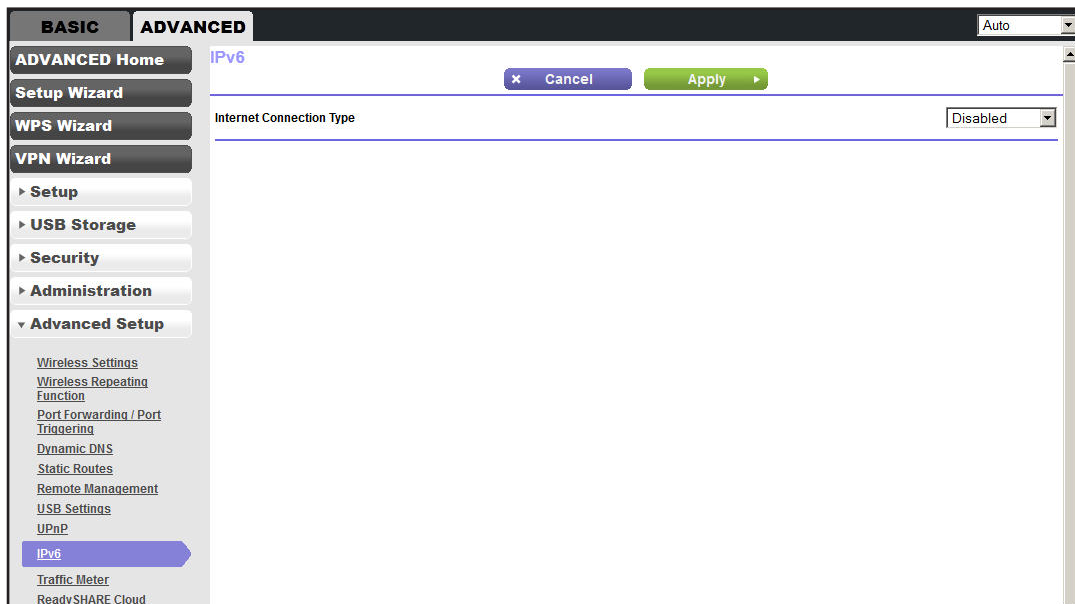 BASIC
ADVANCED
Auto
ADVANCED Home
Setup Wizard
WPS Wizard
VPN Wizard
Setup
USB Storage
Security
Administration
Advanced Setup
Wireless Settings
Wireless Repeating
Function
Port Forwarding / Port
Triggering
Dynamic DNS
Static Routes
Remote Management
USB Settings
UPnP
IPv6
Traffic Meter
ReadySHARE Cloud
IPv6
Cancel
Apply
Internet Connection Type
Disabled